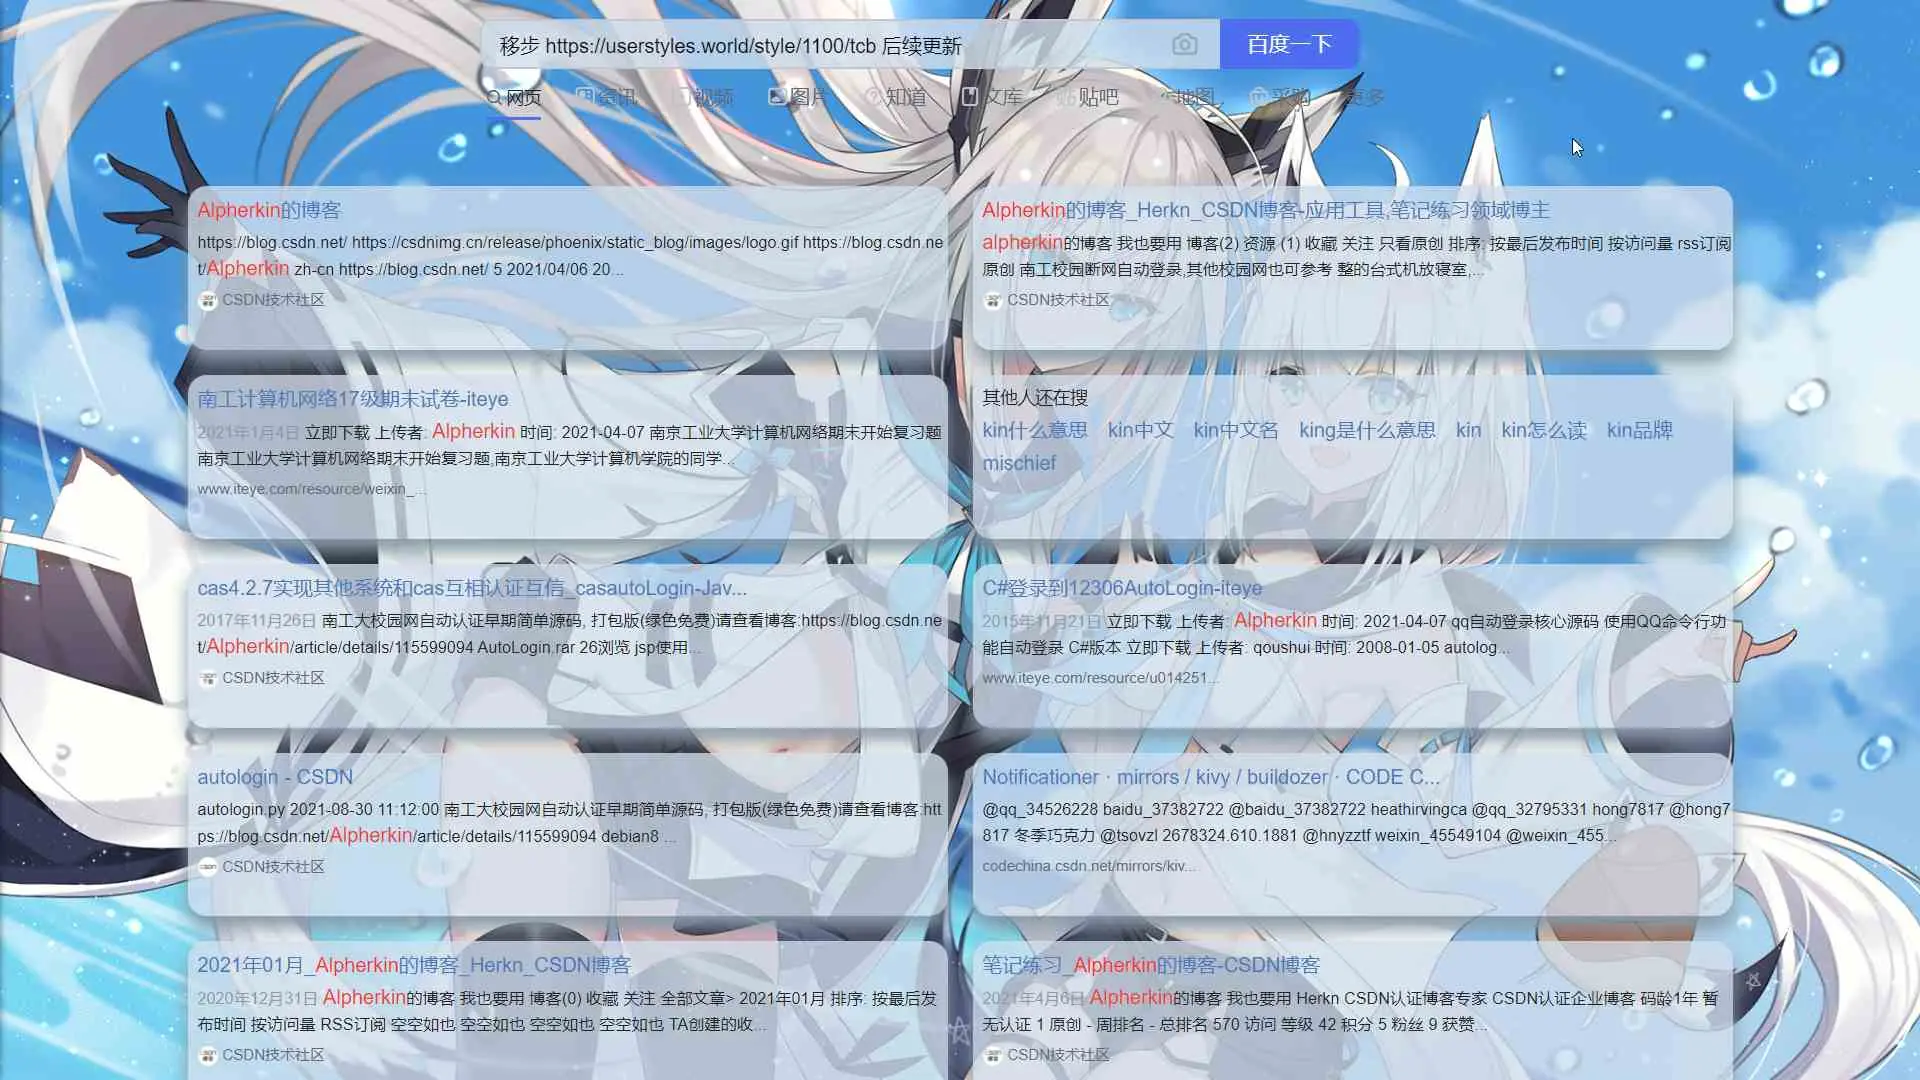 移步 https://userstyles.world/style/1100/tcb 后续更新
百度一下
网页 资讯 视频 图片 知道 文库 贴吧 地图 采购 更多
Alpherkin的博客
https://blog.csdn.net/ https://csdnimg.cn/release/phoenix/static_blog/images/logo.gif https://blog.csdn.ne
t/Alpherkin zh-cn https://blog.csdn.net/ 5 2021/04/06 20...
CSDN技术社区
Alpherkin的博客_Herkn_CSDN博客-应用工具,笔记练习领域博主
alpherkin的博客 我也要用 博客(2) 资源 (1) 收藏 关注 只看原创 排序: 按最后发布时间 按访问量 rss订阅
原创 南工校园断网自动登录,其他校园网也可参考 整的台式机放寝室,...
CSDN技术社区
南工计算机网络17级期末试卷-iteye
2021年1月4日 立即下载 上传者: Alpherkin 时间: 2021-04-07 南京工业大学计算机网络期末开始复习题
南京工业大学计算机网络期末开始复习题,南京工业大学计算机学院的同学...
www.iteye.com/resource/weixin_...
其他人还在搜
kin什么意思 kin中文 kin中文名 king是什么意思 kin kin怎么读 kin品牌
mischief
cas4.2.7实现其他系统和cas互相认证互信_casautoLogin-Jav...
2017年11月26日 南工大校园网自动认证早期简单源码, 打包版(绿色免费)请查看博客:https://blog.csdn.ne
t/Alpherkin/article/details/115599094 AutoLogin.rar 26浏览 jsp使用...
CSDN技术社区
C#登录到12306AutoLogin-iteye
2015年11月21日 立即下载 上传者: Alpherkin 时间: 2021-04-07 qq自动登录核心源码 使用QQ命令行功
能自动登录 C#版本 立即下载 上传者: qoushui 时间: 2008-01-05 autolog...
www.iteye.com/resource/u014251...
autologin - CSDN
autologin.py 2021-08-30 11:12:00 南工大校园网自动认证早期简单源码, 打包版(绿色免费)请查看博客:htt
ps://blog.csdn.net/Alpherkin/article/details/115599094 debian8 ...
CSDN技术社区
Notificationer · mirrors / kivy / buildozer · CODE C...
@qq_34526228 baidu_37382722 @baidu_37382722 heathirvingca @qq_32795331 hong7817 @hong7
817 冬季巧克力 @tsovzl 2678324.610.1881 @hnyzztf weixin_45549104 @weixin_455...
codechina.csdn.net/mirrors/kiv...
2021年01月_Alpherkin的博客_Herkn_CSDN博客
2020年12月31日 Alpherkin的博客 我也要用 博客(0) 收藏 关注 全部文章> 2021年01月 排序: 按最后发
布时间 按访问量 RSS订阅 空空如也 空空如也 空空如也 空空如也 TA创建的收...
CSDN技术社区
笔记练习_Alpherkin的博客-CSDN博客
2021年4月6日 Alpherkin的博客 我也要用 Herkn CSDN认证博客专家 CSDN认证企业博客 码龄1年 暂
无认证 1 原创 - 周排名 - 总排名 570 访问 等级 42 积分 5 粉丝 9 获赞...
CSDN技术社区